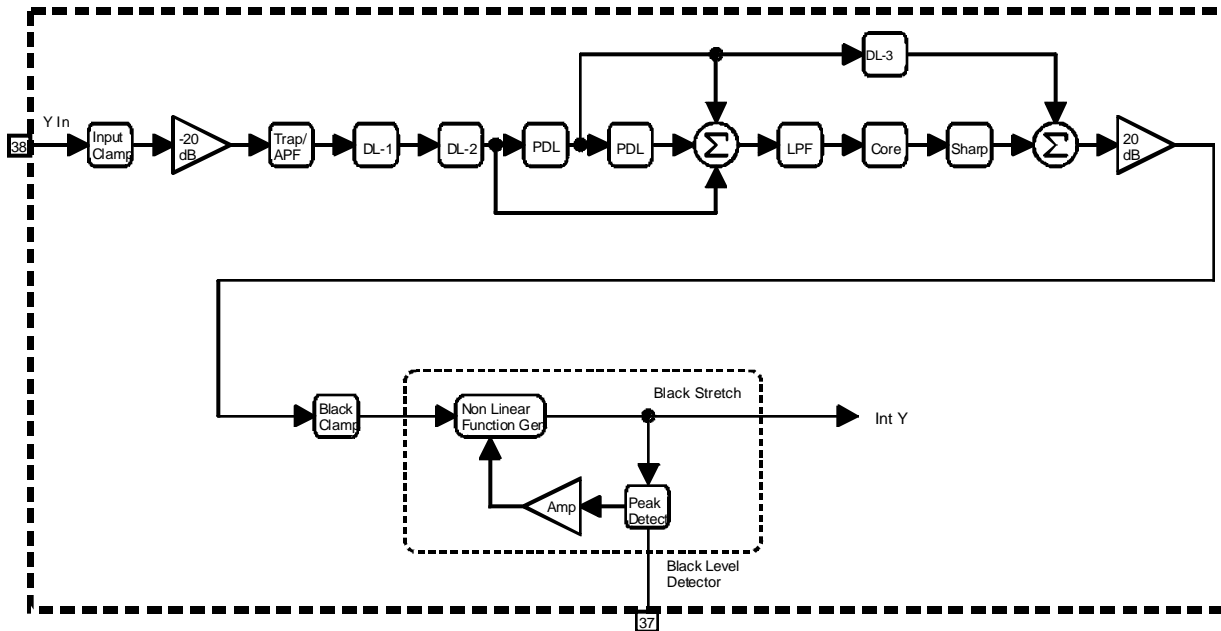 DL-3
Y In
38
Input
Clamp
-20
dB
Trap/
APF
DL-1
DL-2
PDL
PDL
Σ
LPF
Core
Sharp
Σ
20
dB
Black
Clamp
Non Linear
Function Gen
Black Stretch
Int Y
Amp
Peak
Detect
Black Level
Detector
37